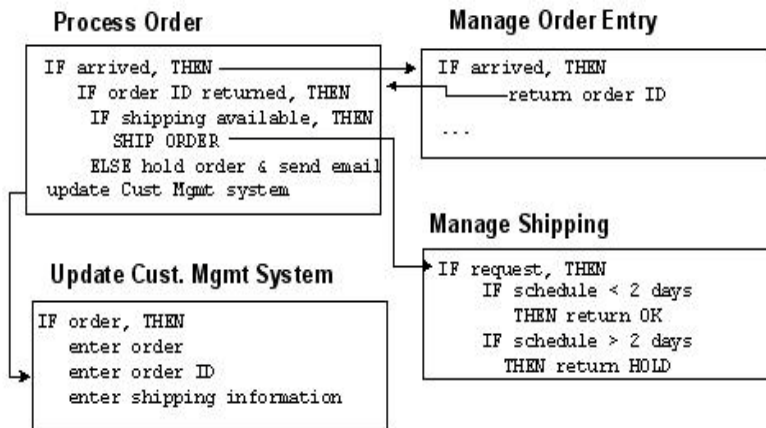 Process Order
IF arrived, THEN
IF order ID returned, THEN
IF shipping available, THEN
SHIP ORDER
ELSE hold order & send email
update Cust Mgmt system
Manage Order Entry
IF arrived, THEN
return order ID
...
Update Cust. Mgmt System
IF order, THEN
enter order
enter order ID
enter shipping information
Manage Shipping
IF request, THEN
IF schedule < 2 days
THEN return OK
IF schedule > 2 days
THEN return HOLD